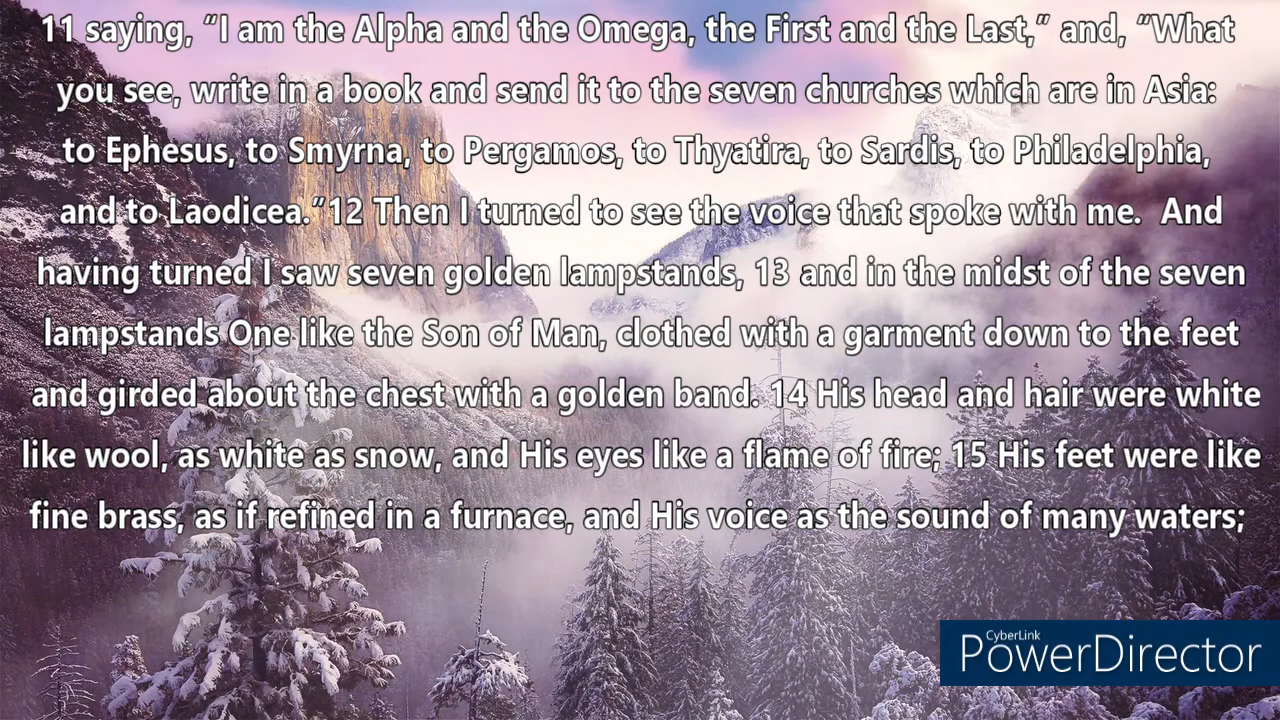 11 saying, “I am the Alpha and the Omega, the First and the Last,” and, “What
you see, write in a book and send it to the seven churches which are in Asia:
to Ephesus, to Smyrna, to Pergamos, to Thyatira, to Sardis, to Philadelphia,
and to Laodicea.”12 Then I turned to see the voice that spoke with me.  And
having turned I saw seven golden lampstands, 13 and in the midst of the seven
lampstands One like the Son of Man, clothed with a garment down to the feet
and girded about the chest with a golden band. 14 His head and hair were white
like wool, as white as snow, and His eyes like a flame of fire; 15 His feet were like
fine brass, as if refined in a furnace, and His voice as the sound of many waters;
CyberLink
PowerDirector